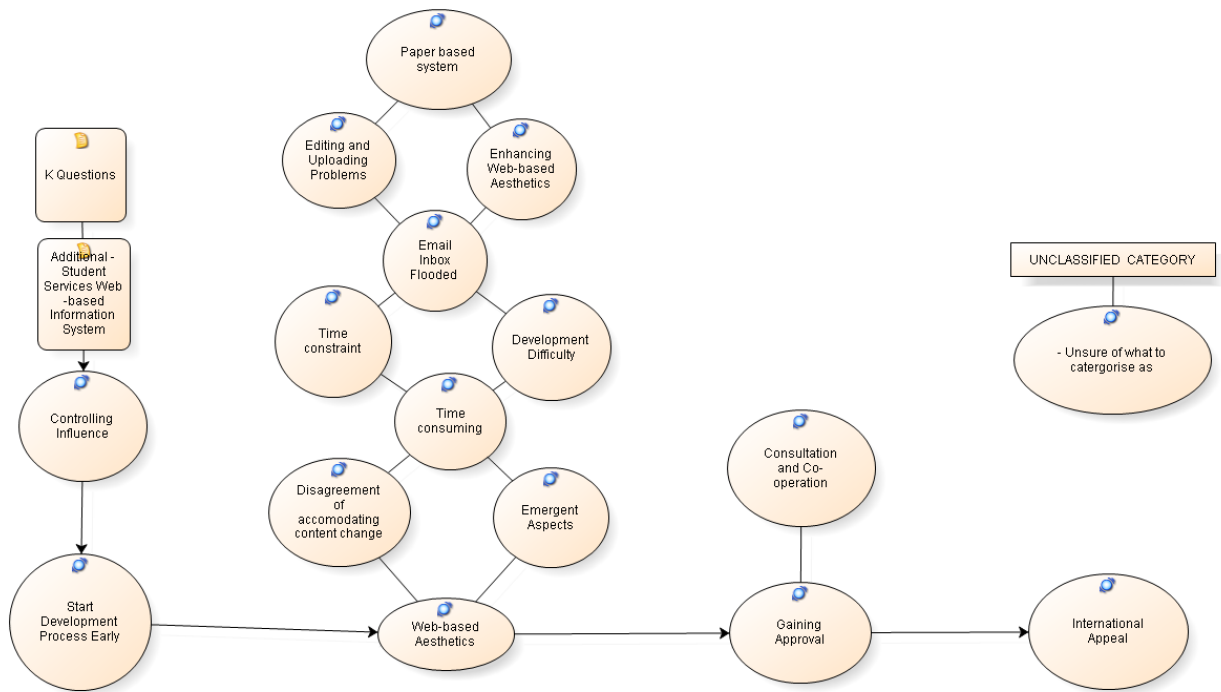 Paper based
system
Editing and
Uploading
Problems
Enhancing
Web-based
Aesthetics
K Questions
Email
Inbox
Flooded
Additional -
Student
Services Web
-based
Information
System
UNCLASSIFIED CATEGORY
Time
constraint
Development
Difficulty
- Unsure of what to
catergorise as
Controlling
Influence
Time
consuming
Consultation
and Co-
operation
Disagreement
of
accomodating
content change
Emergent
Aspects
Start
Development
Process Early
Web-based
Aesthetics
Gaining
Approval
International
Appeal